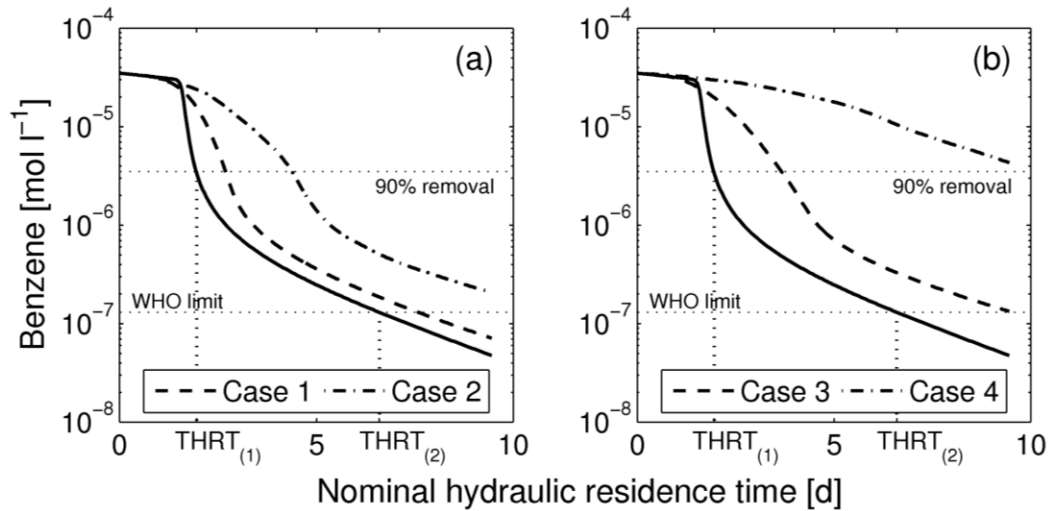 Benzene [mol l⁻¹]
10⁻⁴
10⁻⁵
10⁻⁶
10⁻⁷
10⁻⁸
(a)
90% removal
WHO limit
Case 1 Case 2
0 THRT(1) 5 THRT(2) 10
10⁻⁴
10⁻⁵
10⁻⁶
10⁻⁷
10⁻⁸
(b)
90% removal
WHO limit
Case 3 Case 4
0 THRT(1) 5 THRT(2) 10
Nominal hydraulic residence time [d]